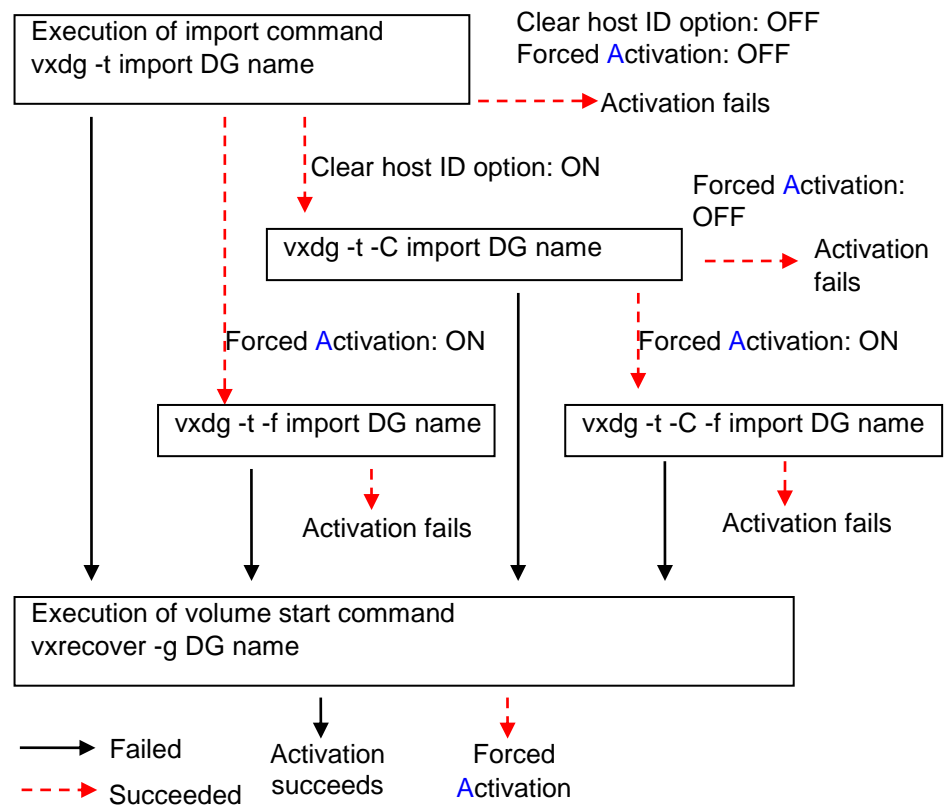 Execution of import command
vxdg -t import DG name
Clear host ID option: OFF
Forced Activation: OFF
Activation fails
Clear host ID option: ON
Forced Activation:
OFF
vxdg -t -C import DG name
Activation
fails
Forced Activation: ON
Forced Activation: ON
vxdg -t -f import DG name
vxdg -t -C -f import DG name
Activation fails
Activation fails
Execution of volume start command
vxrecover -g DG name
Failed
Succeeded
Activation
succeeds
Forced
Activation